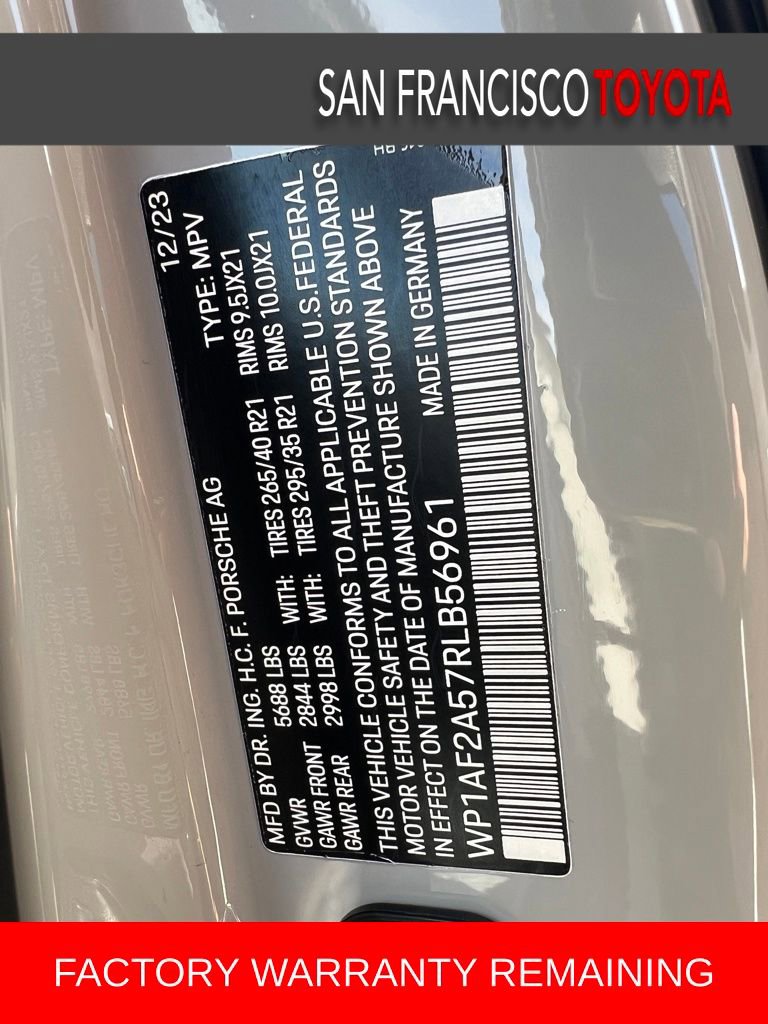 SAN FRANCISCO TOYOTA
12/23
MFD BY DR. ING. H.C. F. PORSCHE AG TYPE: MPV
GVWR 5688 LBS
GAWR FRONT 2844 LBS WITH: TIRES 265/40 R21 RIMS 9.5JX21
GAWR REAR 2998 LBS WITH: TIRES 295/35 R21 RIMS 10.0JX21
THIS VEHICLE CONFORMS TO ALL APPLICABLE U.S.FEDERAL
MOTOR VEHICLE SAFETY AND THEFT PREVENTION STANDARDS
IN EFFECT ON THE DATE OF MANUFACTURE SHOWN ABOVE
WP1AF2A57RLB56961 MADE IN GERMANY
FACTORY WARRANTY REMAINING